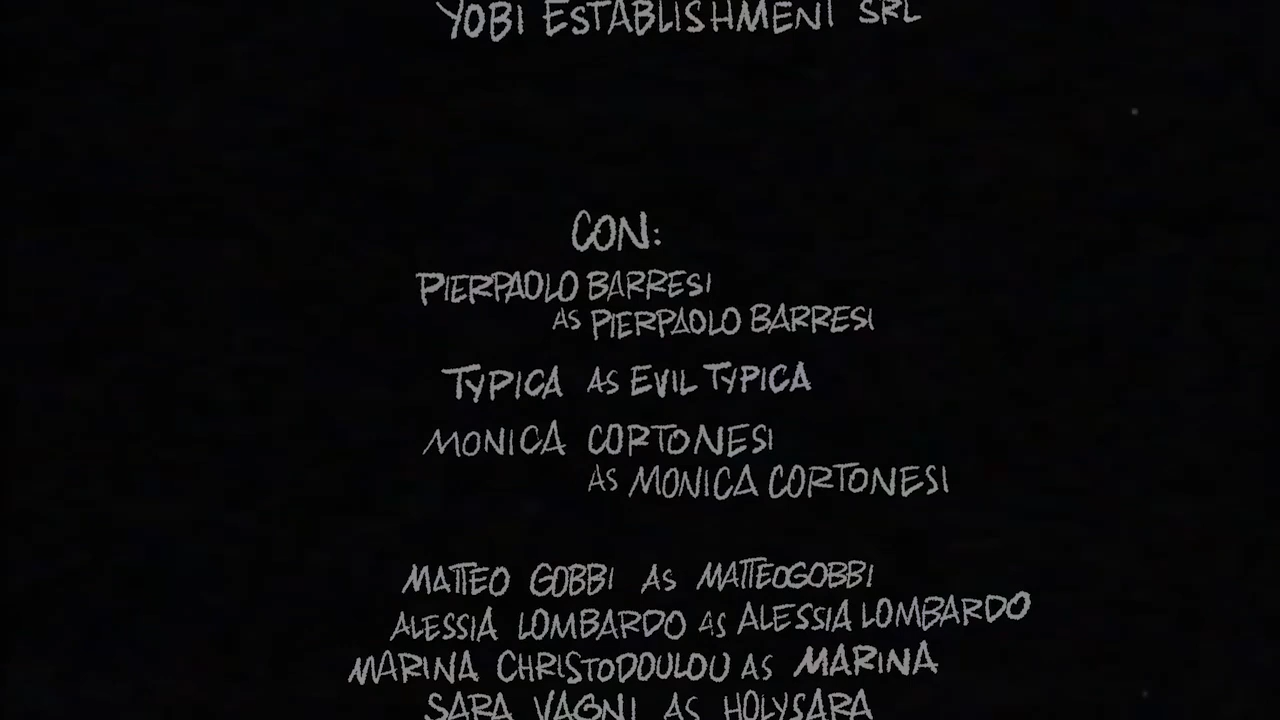 YOBI ESTABLISHMENT SRL
CON:
PIERPAOLO BARRESI
AS PIERPAOLO BARRESI
TYPICA AS EVIL TYPICA
MONICA CORTONESI
AS MONICA CORTONESI
MATTEO GOBBI AS MATTEOGOBBI
ALESSIA LOMBARDO AS ALESSIA LOMBARDO
MARINA CHRISTODOULOU AS MARINA
SARA VAGNI AS HOLYSARA